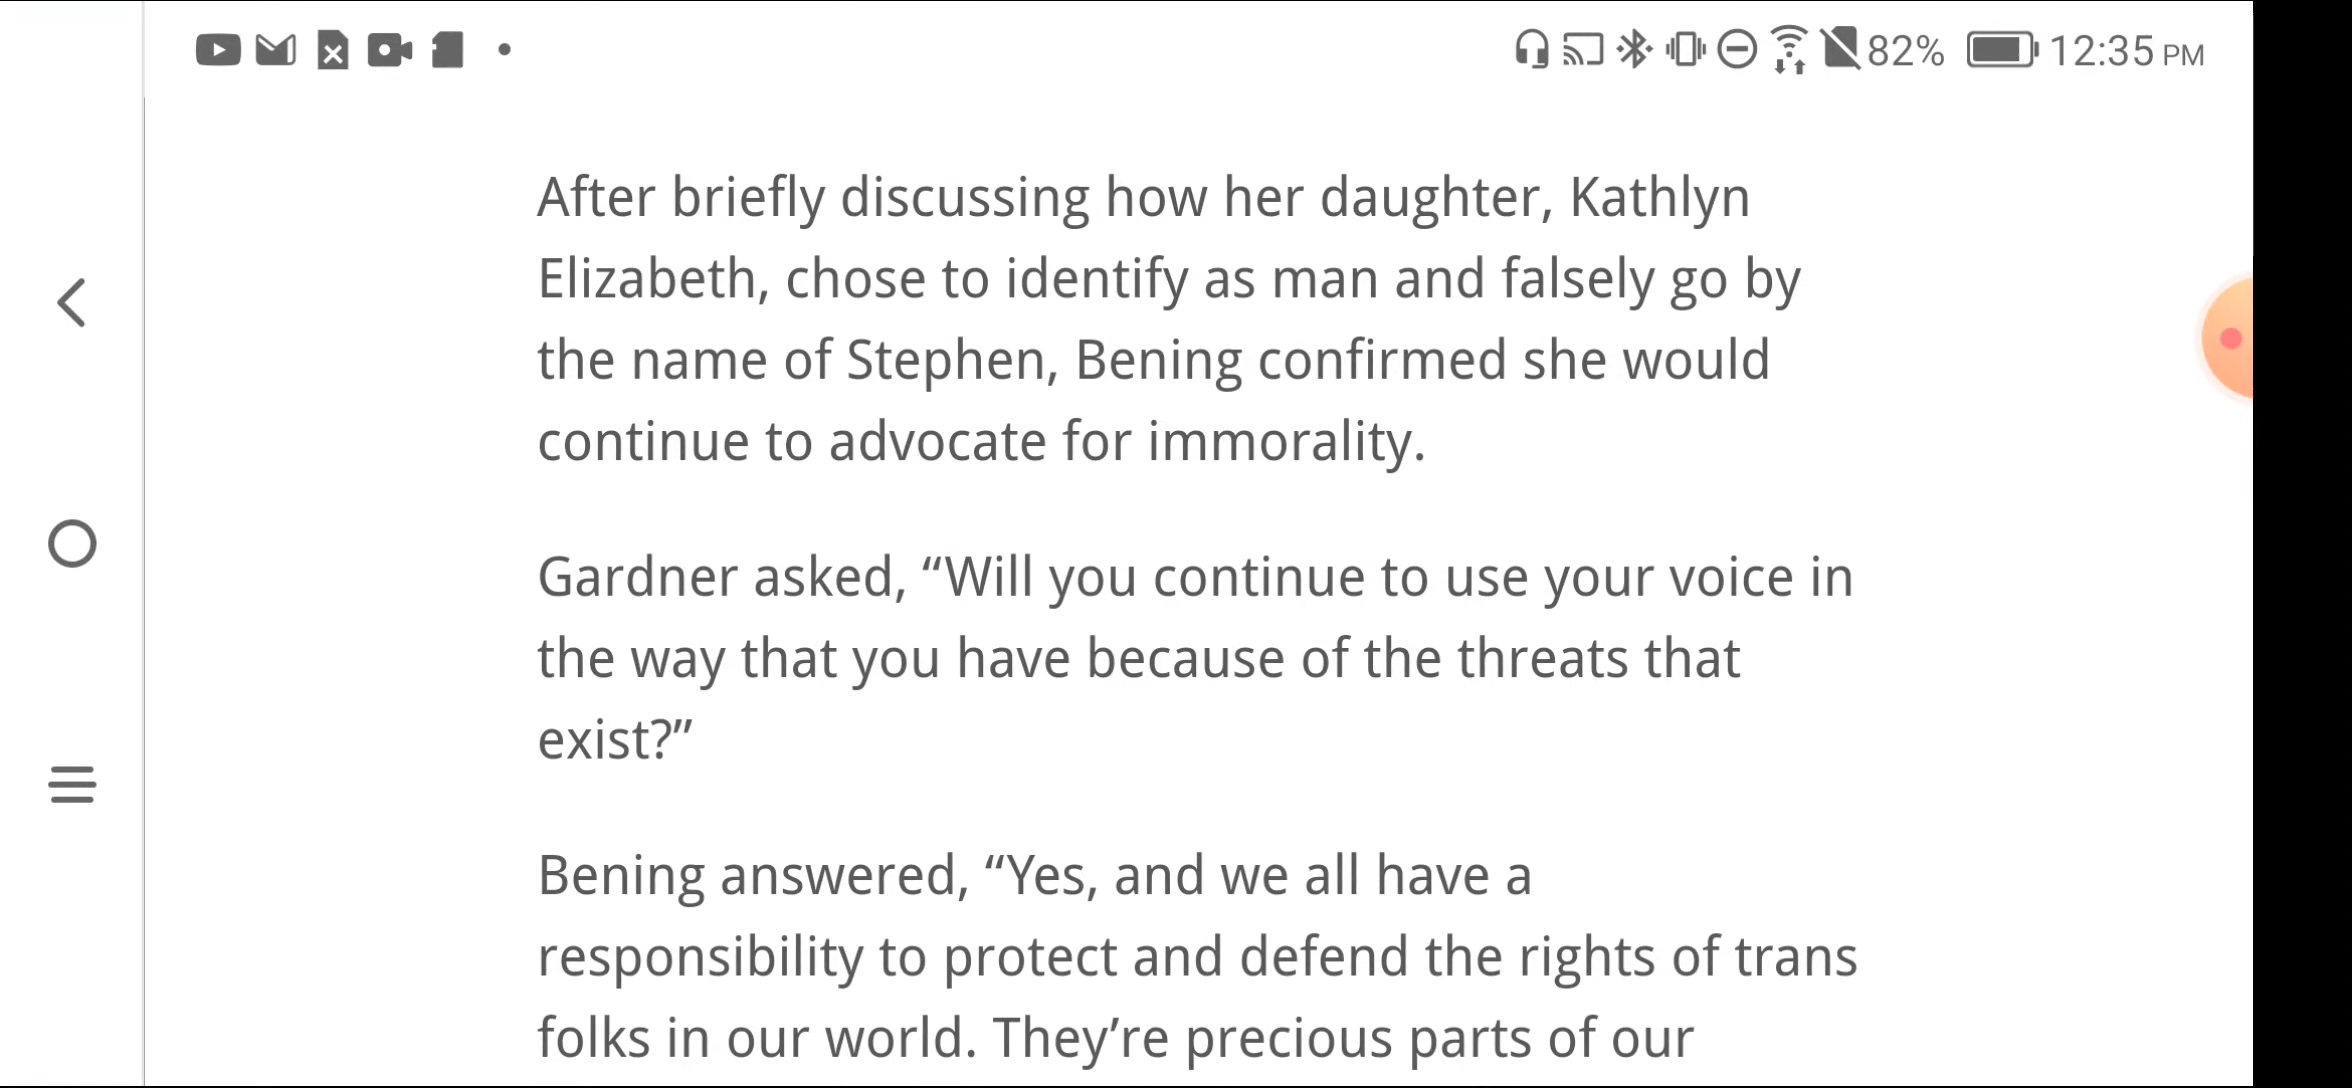 82% 12:35 PM
After briefly discussing how her daughter, Kathlyn
Elizabeth, chose to identify as man and falsely go by
the name of Stephen, Bening confirmed she would
continue to advocate for immorality.
Gardner asked, “Will you continue to use your voice in
the way that you have because of the threats that
exist?”
Bening answered, “Yes, and we all have a
responsibility to protect and defend the rights of trans
folks in our world. They’re precious parts of our